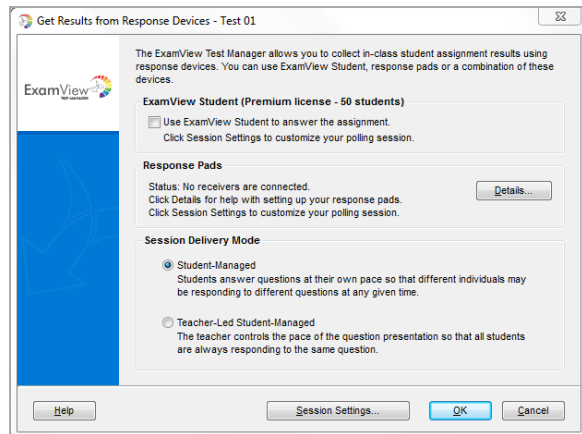 Get Results from Response Devices - Test 01
The ExamView Test Manager allows you to collect in-class student assignment results using
response devices. You can use ExamView Student, response pads or a combination of these
devices.
ExamView
TEST MANAGER
ExamView Student (Premium license - 50 students)
Use ExamView Student to answer the assignment.
Click Session Settings to customize your polling session.
Response Pads
Status: No receivers are connected.
Click Details for help with setting up your response pads.
Click Session Settings to customize your polling session.
Details...
Session Delivery Mode
Student-Managed
Students answer questions at their own pace so that different individuals may
be responding to different questions at any given time.
Teacher-Led Student-Managed
The teacher controls the pace of the question presentation so that all students
are always responding to the same question.
Help
Session Settings...
OK
Cancel